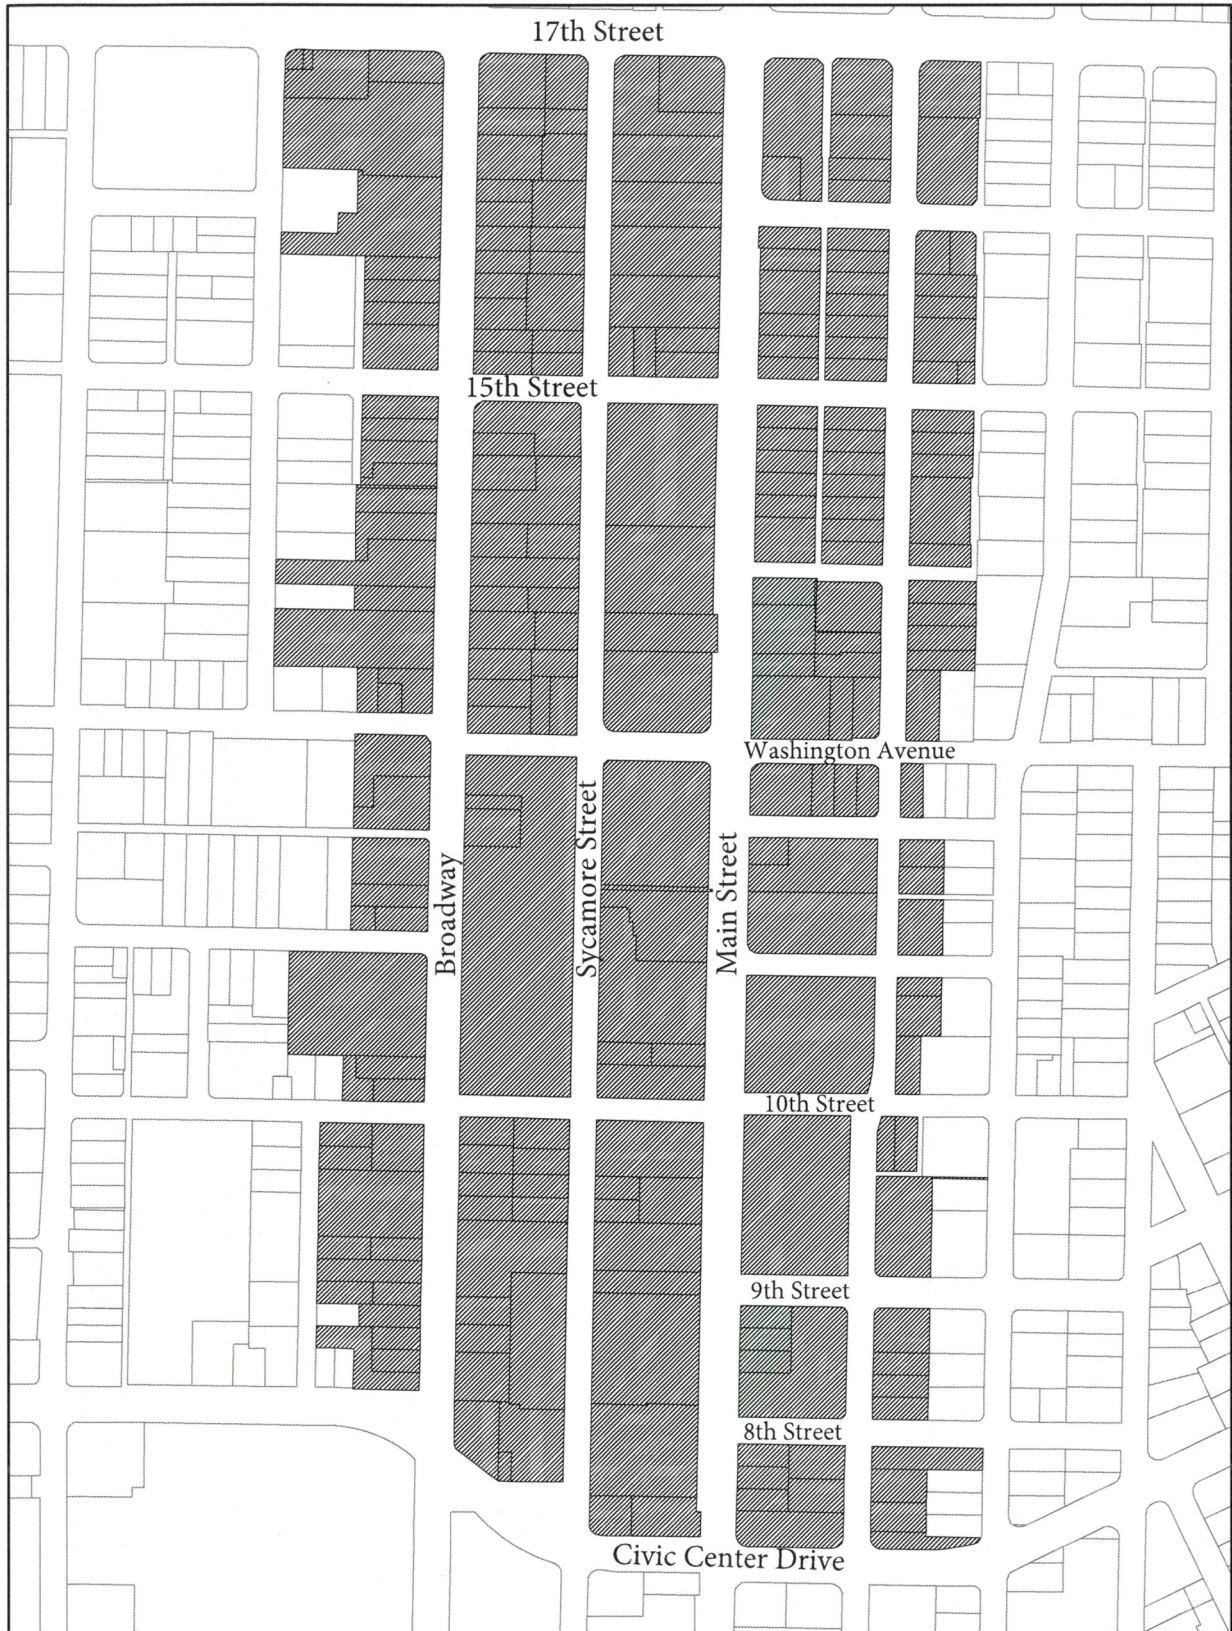 17th Street
15th Street
Washington Avenue
Broadway
Sycamore Street
Main Street
10th Street
9th Street
8th Street
Civic Center Drive